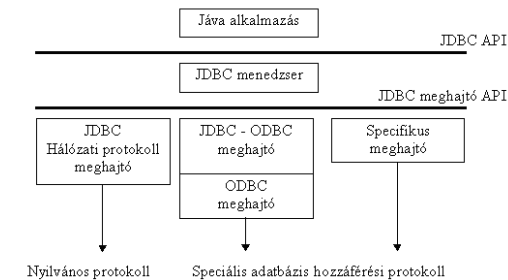 Jáva alkalmazás
JDBC API
JDBC menedzser
JDBC meghajtó API
JDBC
Hálózati protokoll
meghajtó
JDBC - ODBC
meghajtó
ODBC
meghajtó
Specifikus
meghajtó
Nyilvános protokoll
Speciális adatbázis hozzáférési protokoll